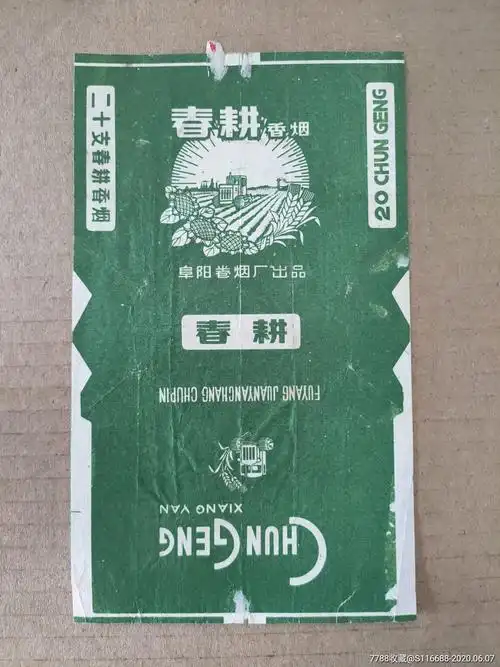 春耕香烟
二十支春耕香烟
20 CHUN GENG
阜阳卷烟厂出品
春耕
FUYANG JUANYANCHANG CHUPIN
CHUN GENG
XIANG YAN
7788收藏@S116688-2020.06.07